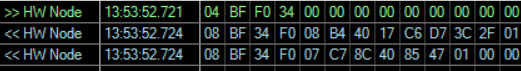 >> HW Node 13:53:52.721 04 BF F0 34 00 00 00 00 00 00 00 00 00
<< HW Node 13:53:52.724 08 BF 34 F0 08 B4 40 17 C6 D7 3C 2F 01
<< HW Node 13:53:52.724 08 BF 34 F0 07 C7 8C 40 85 47 01 00 00